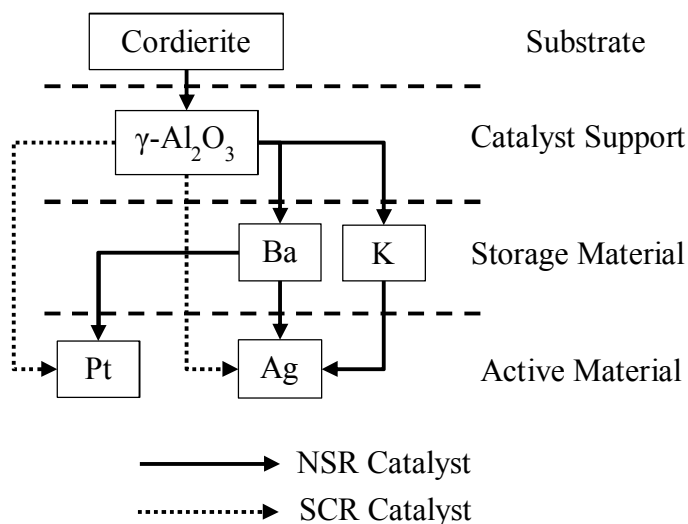 Cordierite
Substrate
γ-Al₂O₃
Catalyst Support
Ba
K
Storage Material
Pt
Ag
Active Material
NSR Catalyst
SCR Catalyst